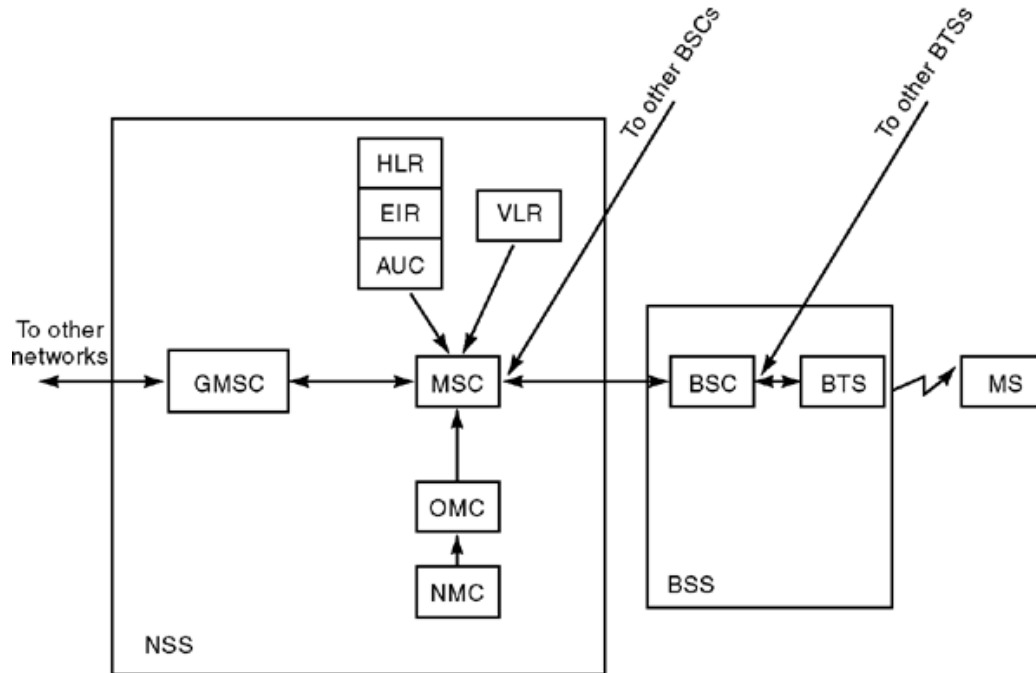 To other BSCs
To other BTSs
HLR
EIR
AUC
VLR
To other
networks
GMSC
MSC
BSC
BTS
MS
OMC
NMC
NSS
BSS